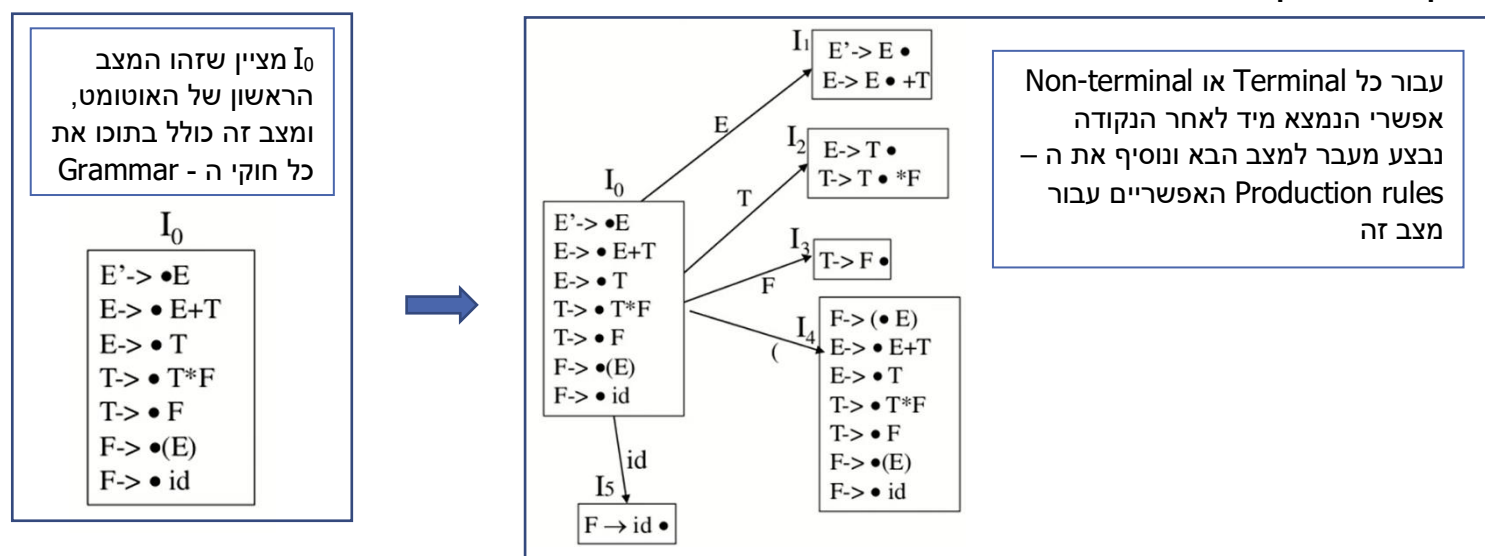 I0 מציין שזהו המצב
הראשון של האוטומט,
ומצב זה כולל בתוכו את
כל חוקי ה - Grammar
I0
E’-> ●E
E-> ● E+T
E-> ● T
T-> ● T*F
T-> ● F
F-> ●(E)
F-> ● id
I0
E’-> ●E
E-> ● E+T
E-> ● T
T-> ● T*F
T-> ● F
F-> ●(E)
F-> ● id
E
I1
E’-> E ●
E-> E ● +T
T
I2
E-> T ●
T-> T ● *F
F
I3
T-> F ●
(
I4
F-> (● E)
E-> ● E+T
E-> ● T
T-> ● T*F
T-> ● F
F-> ●(E)
F-> ● id
id
I5
F → id ●
עבור כל Terminal או Non-terminal
אפשרי הנמצא מיד לאחר הנקודה
נבצע מעבר למצב הבא ונוסיף את ה –
Production rules האפשריים עבור
מצב זה